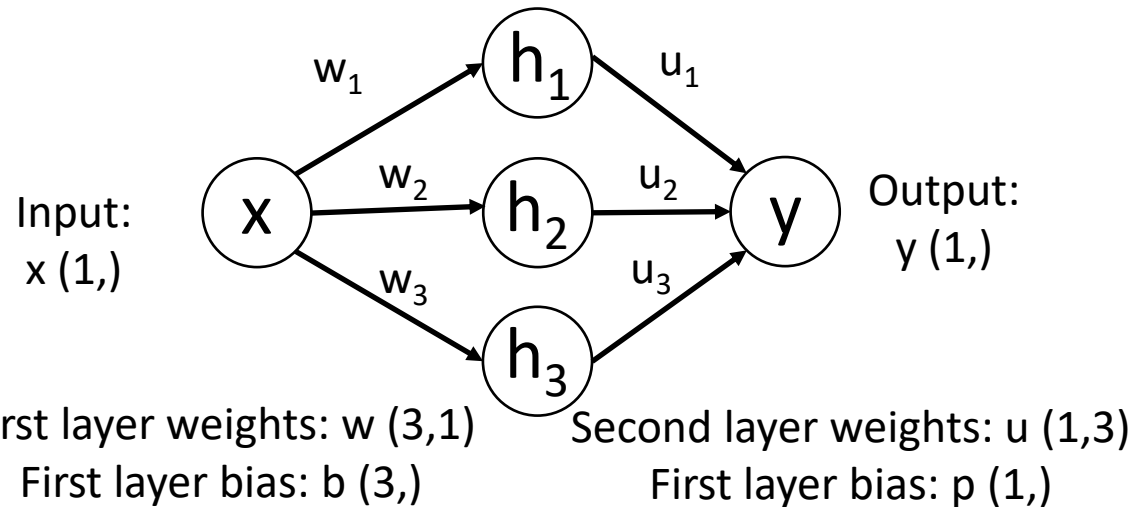 h₁
w₁
u₁
w₂
u₂
Input:
x
h₂
y
Output:
x (1,)
y (1,)
w₃
u₃
h₃
rst layer weights: w (3,1)
Second layer weights: u (1,3)
First layer bias: b (3,)
First layer bias: p (1,)